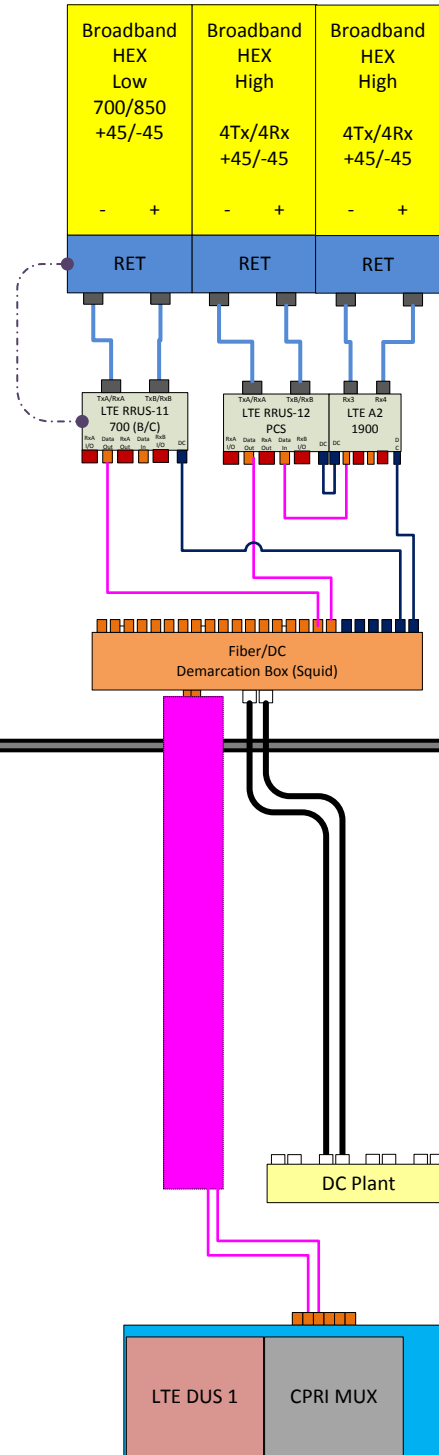 Broadband
HEX
Low
700/850
+45/-45
- +
Broadband
HEX
High
4Tx/4Rx
+45/-45
- +
Broadband
HEX
High
4Tx/4Rx
+45/-45
- +
RET
RET
RET
TxA/RxA TxB/RxB
LTE RRUS-11
700 (B/C)
RxA
I/O
Data
Out
RxA
Out
Data
In
RxB
I/O
DC
TxA/RxA TxB/RxB
LTE RRUS-12
PCS
RxA
I/O
Data
Out
RxA
Out
Data
In
RxB
I/O
DC
Rx3 Rx4
LTE A2
1900
DC
D
C
Fiber/DC
Demarcation Box (Squid)
DC Plant
LTE DUS 1
CPRI MUX